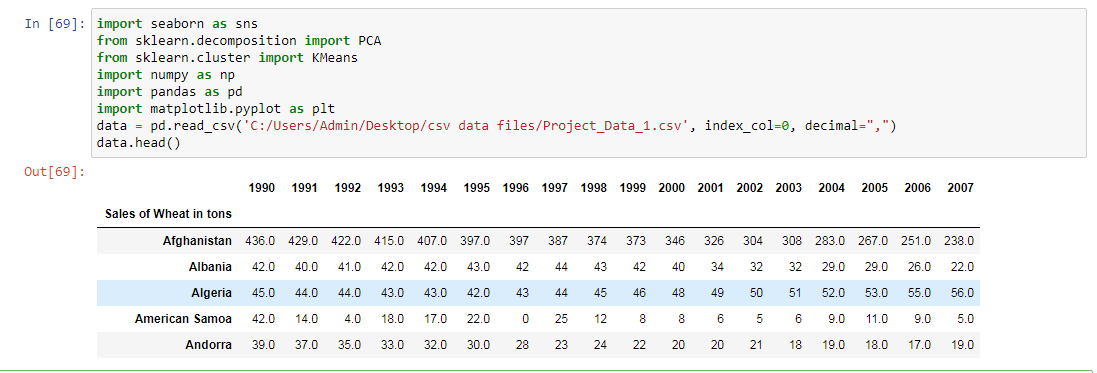 In [69]: import seaborn as sns
from sklearn.decomposition import PCA
from sklearn.cluster import KMeans
import numpy as np
import pandas as pd
import matplotlib.pyplot as plt
data = pd.read_csv('C:/Users/Admin/Desktop/csv data files/Project_Data_1.csv', index_col=0, decimal=",")
data.head()
Out[69]:
1990 1991 1992 1993 1994 1995 1996 1997 1998 1999 2000 2001 2002 2003 2004 2005 2006 2007
Sales of Wheat in tons
Afghanistan 436.0 429.0 422.0 415.0 407.0 397.0 397 387 374 373 346 326 304 308 283.0 267.0 251.0 238.0
Albania 42.0 40.0 41.0 42.0 42.0 43.0 42 44 43 42 40 34 32 32 29.0 29.0 26.0 22.0
Algeria 45.0 44.0 44.0 43.0 43.0 42.0 43 44 45 46 48 49 50 51 52.0 53.0 55.0 56.0
American Samoa 42.0 14.0 4.0 18.0 17.0 22.0 0 25 12 8 8 6 5 6 9.0 11.0 9.0 5.0
Andorra 39.0 37.0 35.0 33.0 32.0 30.0 28 23 24 22 20 20 21 18 19.0 18.0 17.0 19.0